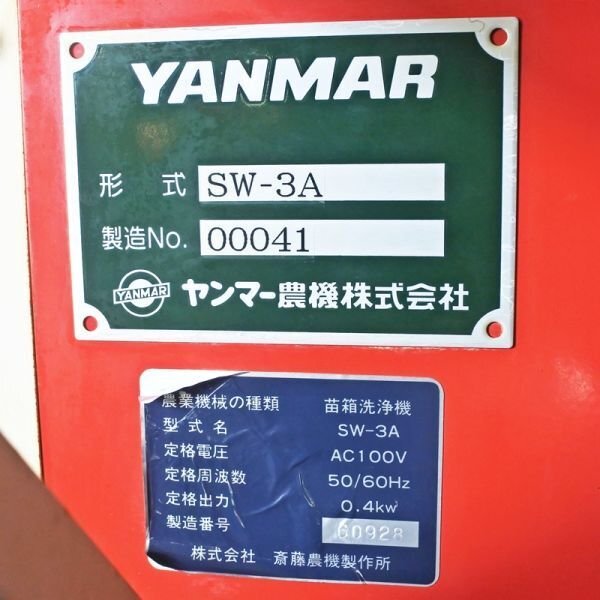 YANMAR
形 式 SW-3A
製造No. 00041
YANMAR ヤンマー農機株式会社
農業機械の種類 苗箱洗浄機
型式名 SW-3A
定格電圧 AC100V
定格周波数 50/60Hz
定格出力 0.4kw
製造番号 60928
株式会社 斎藤農機製作所